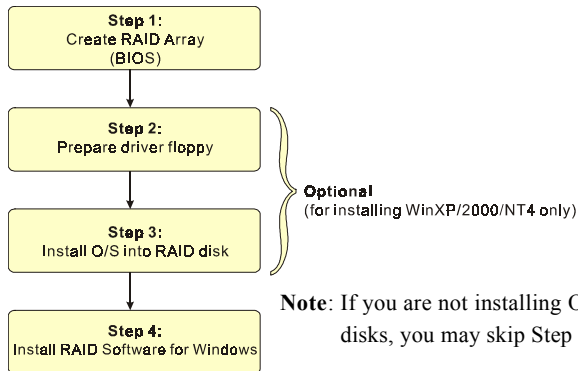 Step 1:
Create RAID Array
(BIOS)
Step 2:
Prepare driver floppy
Optional
(for installing WinXP/2000/NT4 only)
Step 3:
Install O/S into RAID disk
Note: If you are not installing
disks, you may skip Step
Step 4:
Install RAID Software for Windows